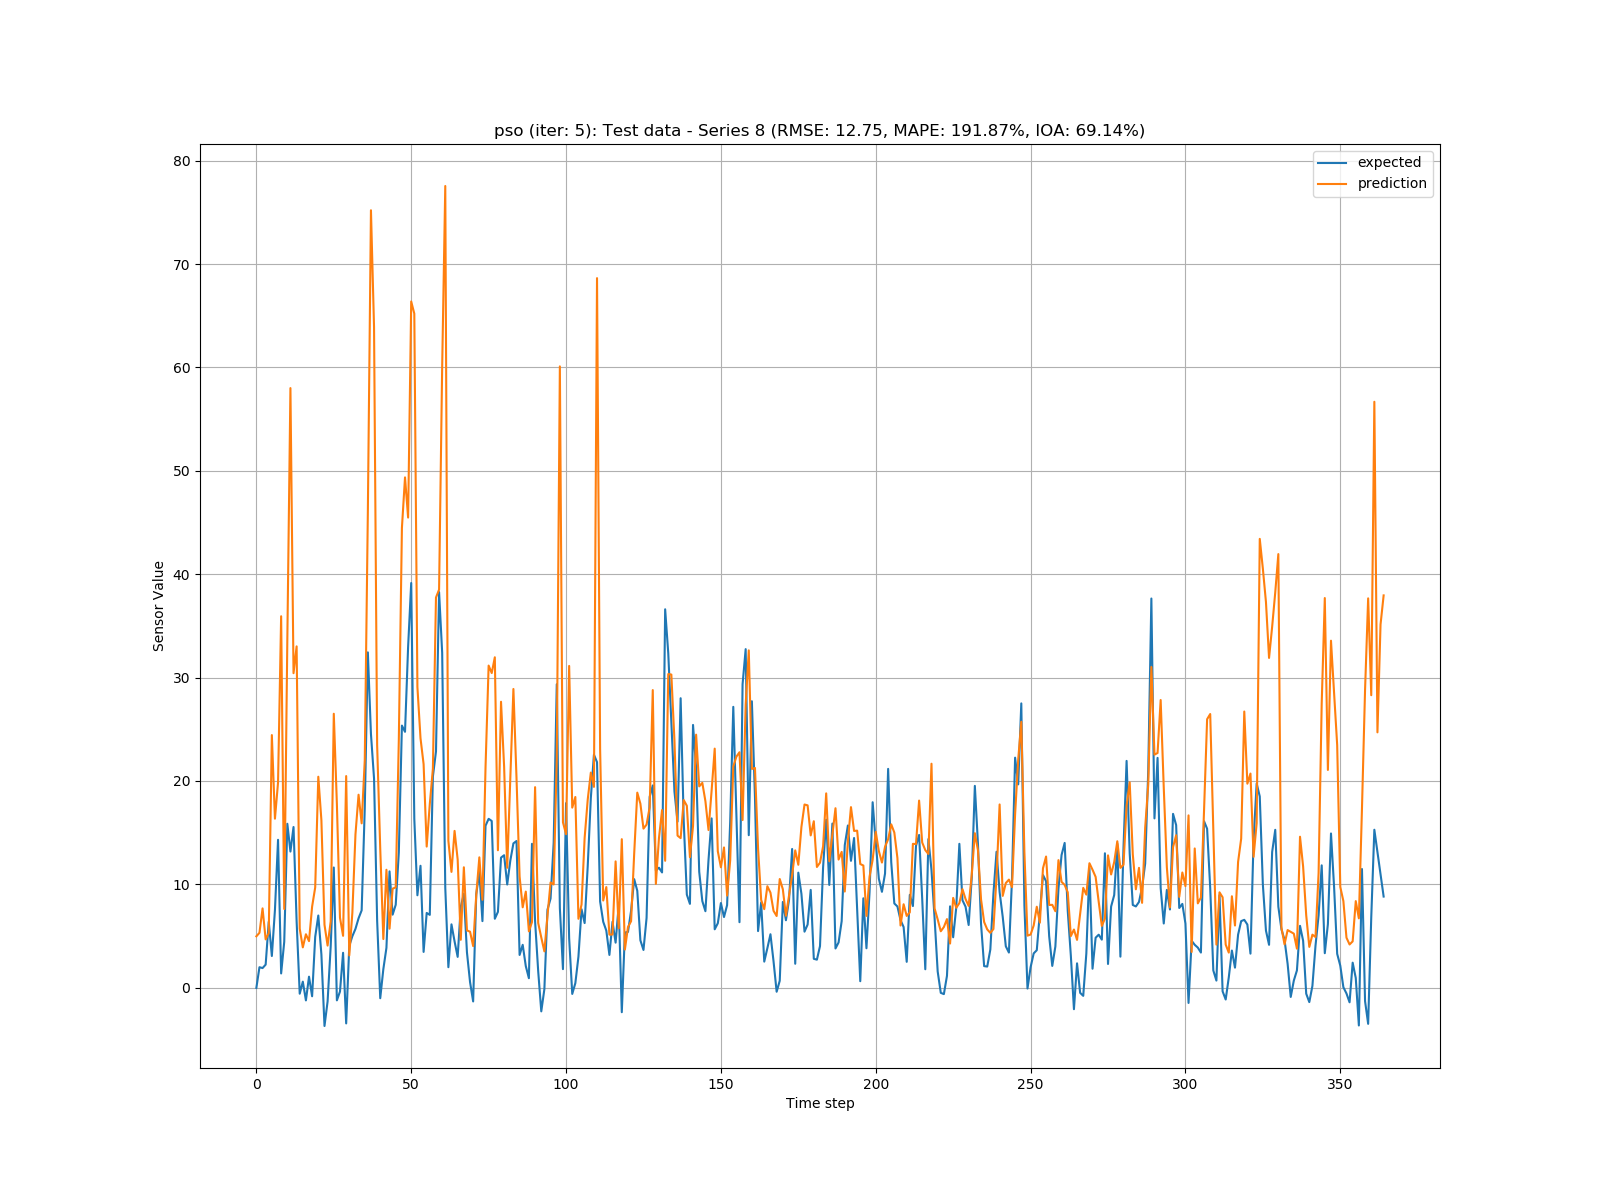 pso (iter: 5): Test data - Series 8 (RMSE: 12.75, MAPE: 191.87%, IOA: 69.14%)
expected
prediction
80
70
60
50
40
30
20
10
0
Sensor Value
0 50 100 150 200 250 300 350
Time step